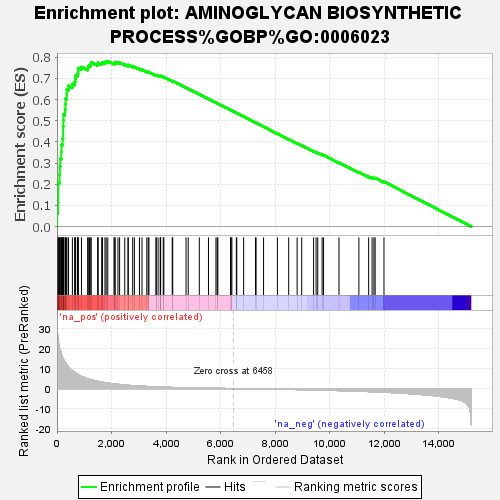 Enrichment plot: AMINOGLYCAN BIOSYNTHETIC
PROCESS%GOBP%GO:0006023
Enrichment score (ES)
0.8
0.7
0.6
0.5
0.4
0.3
0.2
0.1
0.0
'na_pos' (positively correlated)
Ranked list metric (PreRanked)
30
20
10
0
-10
-20
Zero cross at 6458
'na_neg' (negatively correlated)
0
2,000
4,000
6,000
8,000
10,000
12,000
14,000
Rank in Ordered Dataset
Enrichment profile
Hits
Ranking metric scores